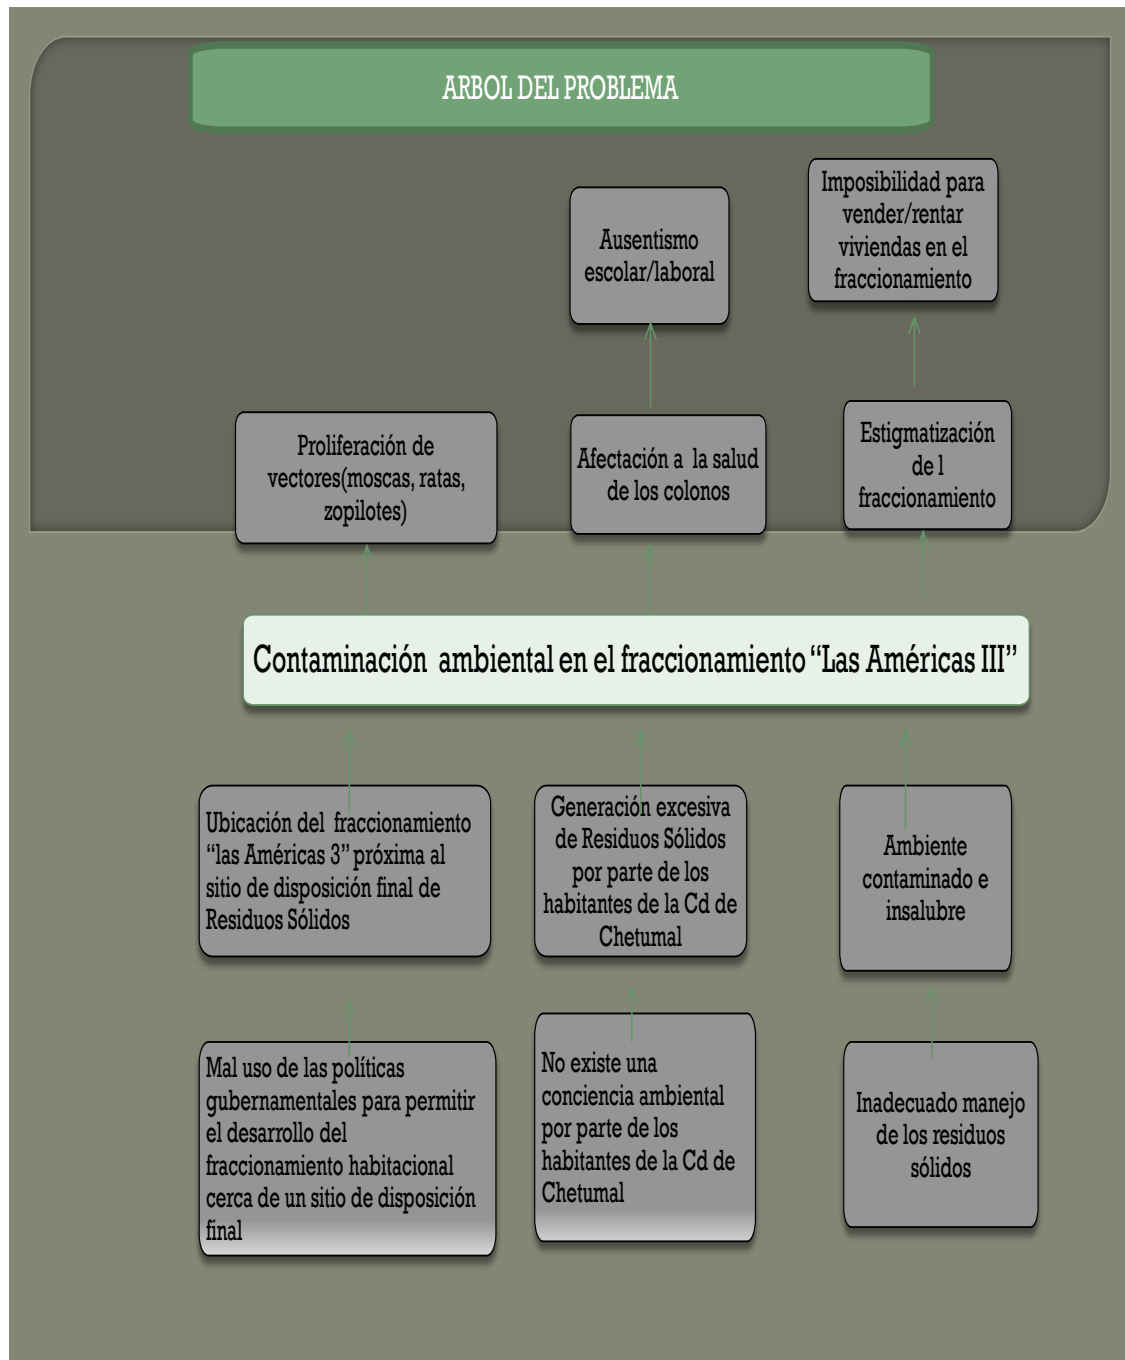 ARBOL DEL PROBLEMA
Imposibilidad para
vender/rentar
viviendas en el
fraccionamiento
Ausentismo
escolar/laboral
Proliferación de
vectores(moscas, ratas,
zopilotes)
Afectación a  la salud
de los colonos
Estigmatización
de l
fraccionamiento
Contaminación  ambiental en el fraccionamiento “Las Américas III”
Ubicación del  fraccionamiento
“las Américas 3” próxima al
sitio de disposición final de
Residuos Sólidos
Generación excesiva
de Residuos Sólidos
por parte de los
habitantes de la Cd de
Chetumal
Ambiente
contaminado e
insalubre
Mal uso de las políticas
gubernamentales para permitir
el desarrollo del
fraccionamiento habitacional
cerca de un sitio de disposición
final
No existe una
conciencia ambiental
por parte de los
habitantes de la Cd de
Chetumal
Inadecuado manejo
de los residuos
sólidos